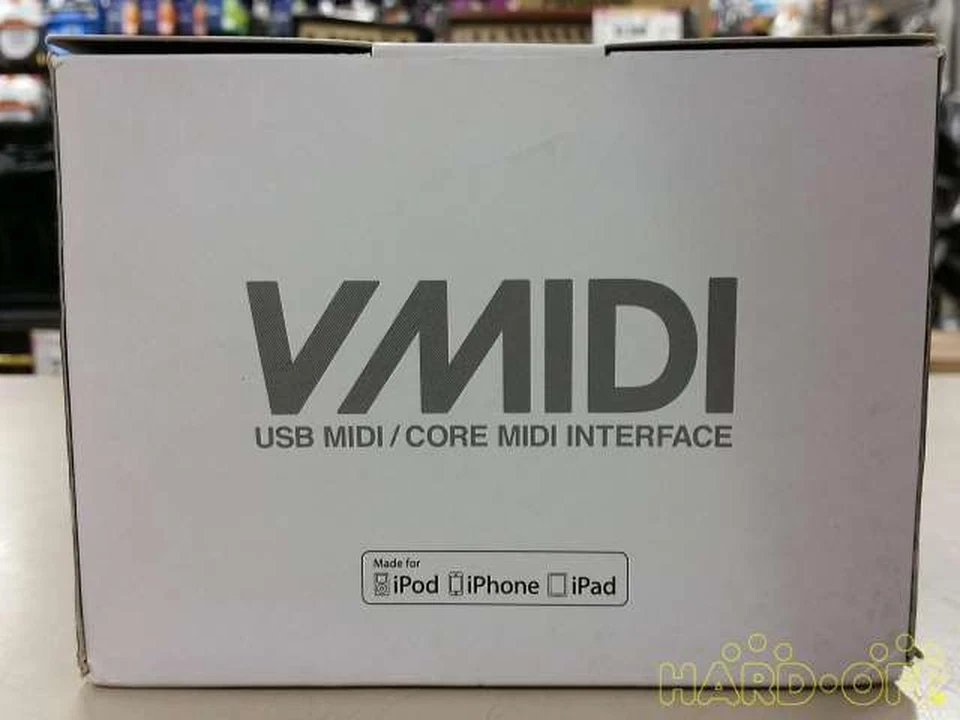 VMIDI
USB MIDI / CORE MIDI INTERFACE
Made for
iPod iPhone iPad
HARD·OFF